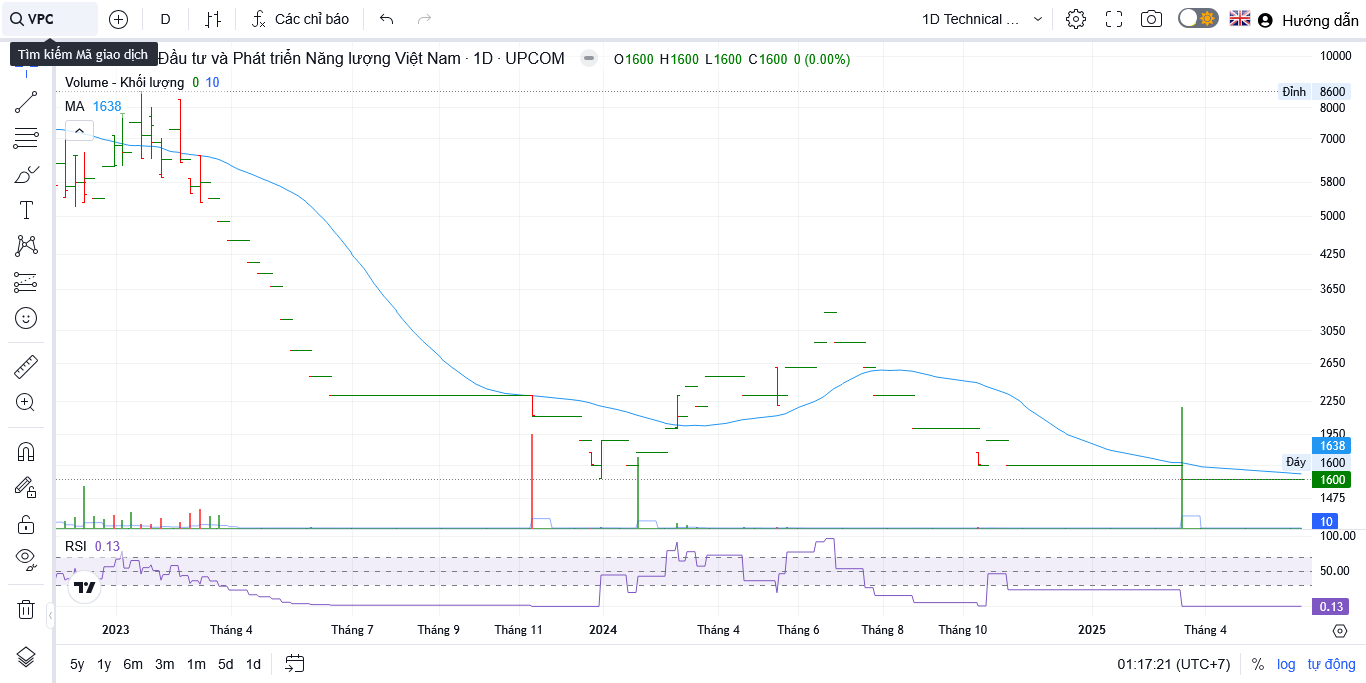 VPC
D
Các chỉ báo
1D Technical ...
Hướng dẫn
Tìm kiếm Mã giao dịch
Đầu tư và Phát triển Năng lượng Việt Nam · 1D · UPCOM
O1600 H1600 L1600 C1600 0 (0.00%)
Volume - Khối lượng 0 10
MA 1638
10000
Đỉnh 8600
8000
7000
5800
5000
4250
3650
3050
2650
2250
1950
1638
Đáy 1600
1600
1475
10
RSI 0.13
100.00
50.00
0.13
2023 Tháng 4 Tháng 7 Tháng 9 Tháng 11 2024 Tháng 4 Tháng 6 Tháng 8 Tháng 10 2025 Tháng 4
5y 1y 6m 3m 1m 5d 1d
01:17:21 (UTC+7) % log tự động